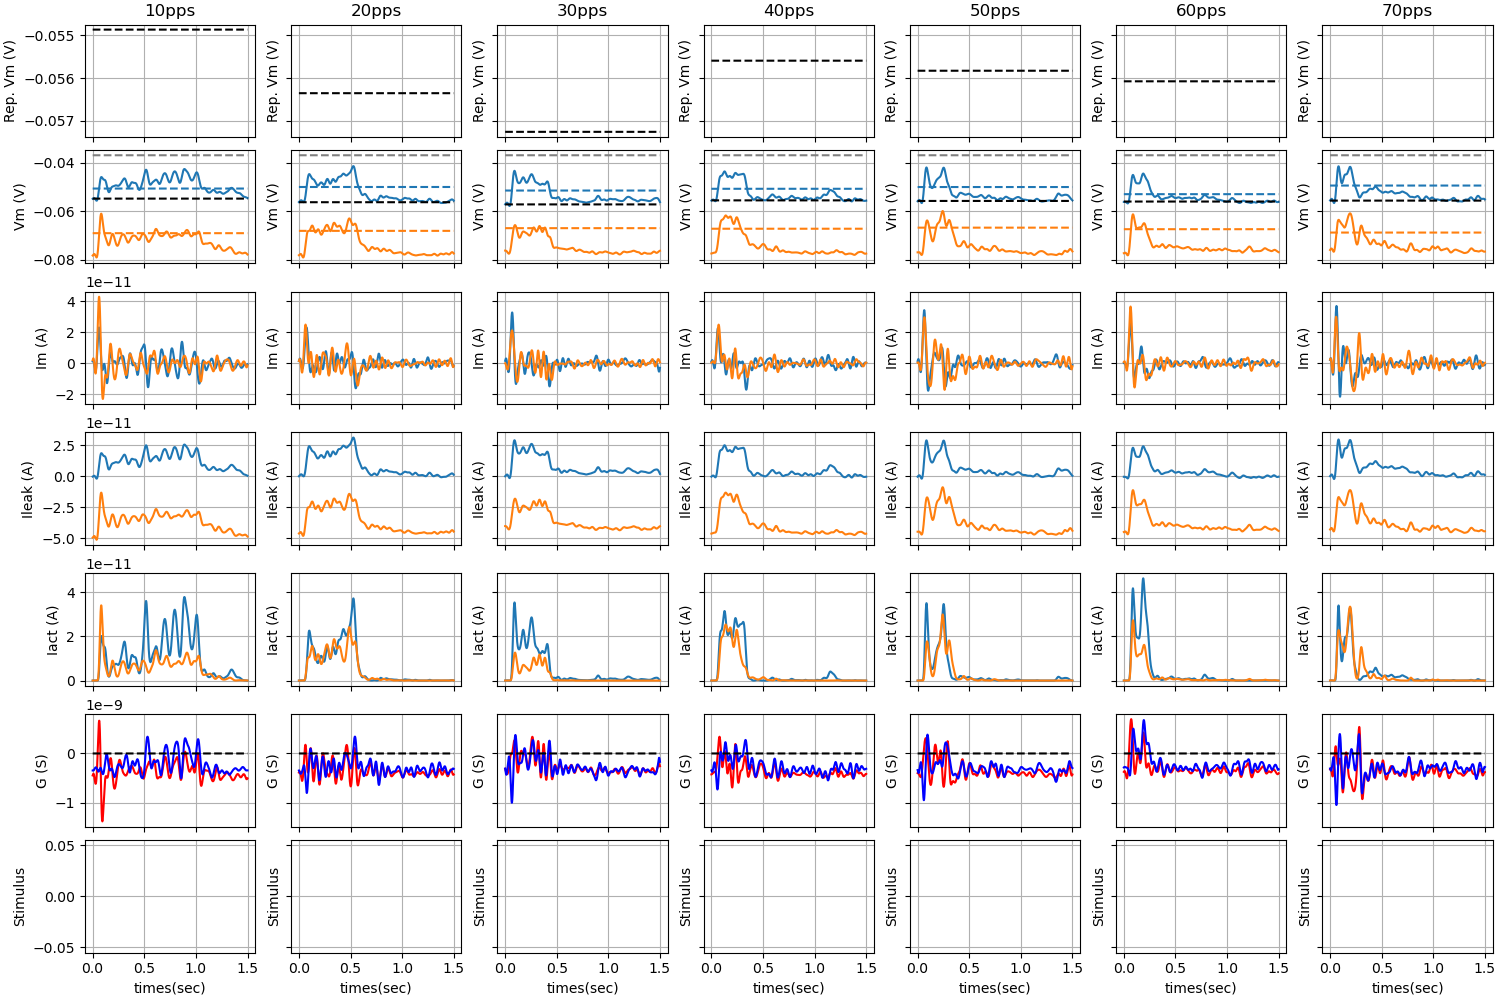 10pps 20pps 30pps 40pps 50pps 60pps 70pps
Rep. Vm (V) Rep. Vm (V) Rep. Vm (V) Rep. Vm (V) Rep. Vm (V) Rep. Vm (V) Rep. Vm (V)
−0.055
−0.056
−0.057
Vm (V) Vm (V) Vm (V) Vm (V) Vm (V) Vm (V) Vm (V)
−0.04
−0.06
−0.08
1e−11
Im (A) Im (A) Im (A) Im (A) Im (A) Im (A) Im (A)
4
2
0
−2
1e−11
Ileak (A) Ileak (A) Ileak (A) Ileak (A) Ileak (A) Ileak (A) Ileak (A)
2.5
0.0
−2.5
−5.0
1e−11
Iact (A) Iact (A) Iact (A) Iact (A) Iact (A) Iact (A) Iact (A)
4
2
0
1e−9
G (S) G (S) G (S) G (S) G (S) G (S) G (S)
0
−1
Stimulus Stimulus Stimulus Stimulus Stimulus Stimulus Stimulus
0.05
0.00
−0.05
0.0 0.5 1.0 1.5 0.0 0.5 1.0 1.5 0.0 0.5 1.0 1.5 0.0 0.5 1.0 1.5 0.0 0.5 1.0 1.5 0.0 0.5 1.0 1.5 0.0 0.5 1.0 1.5
times(sec) times(sec) times(sec) times(sec) times(sec) times(sec) times(sec)